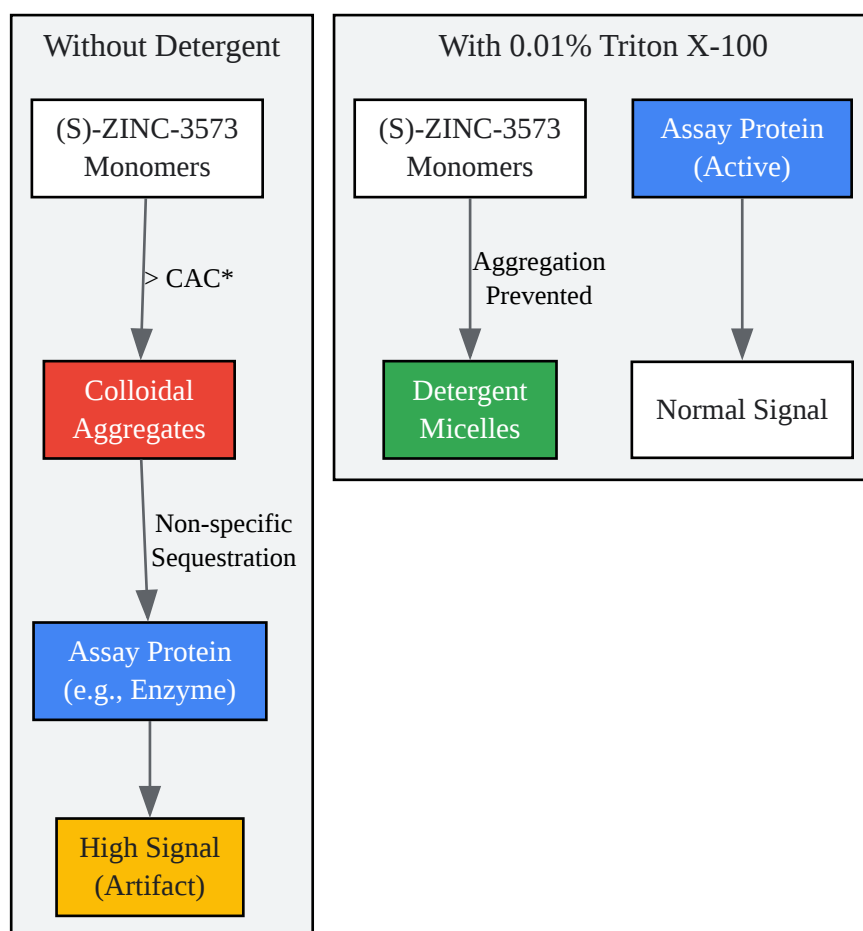 Without Detergent
(S)-ZINC-3573
Monomers
> CAC*
Colloidal
Aggregates
Non-specific
Sequestration
Assay Protein
(e.g., Enzyme)
High Signal
(Artifact)
With 0.01% Triton X-100
(S)-ZINC-3573
Monomers
Aggregation
Prevented
Detergent
Micelles
Assay Protein
(Active)
Normal Signal